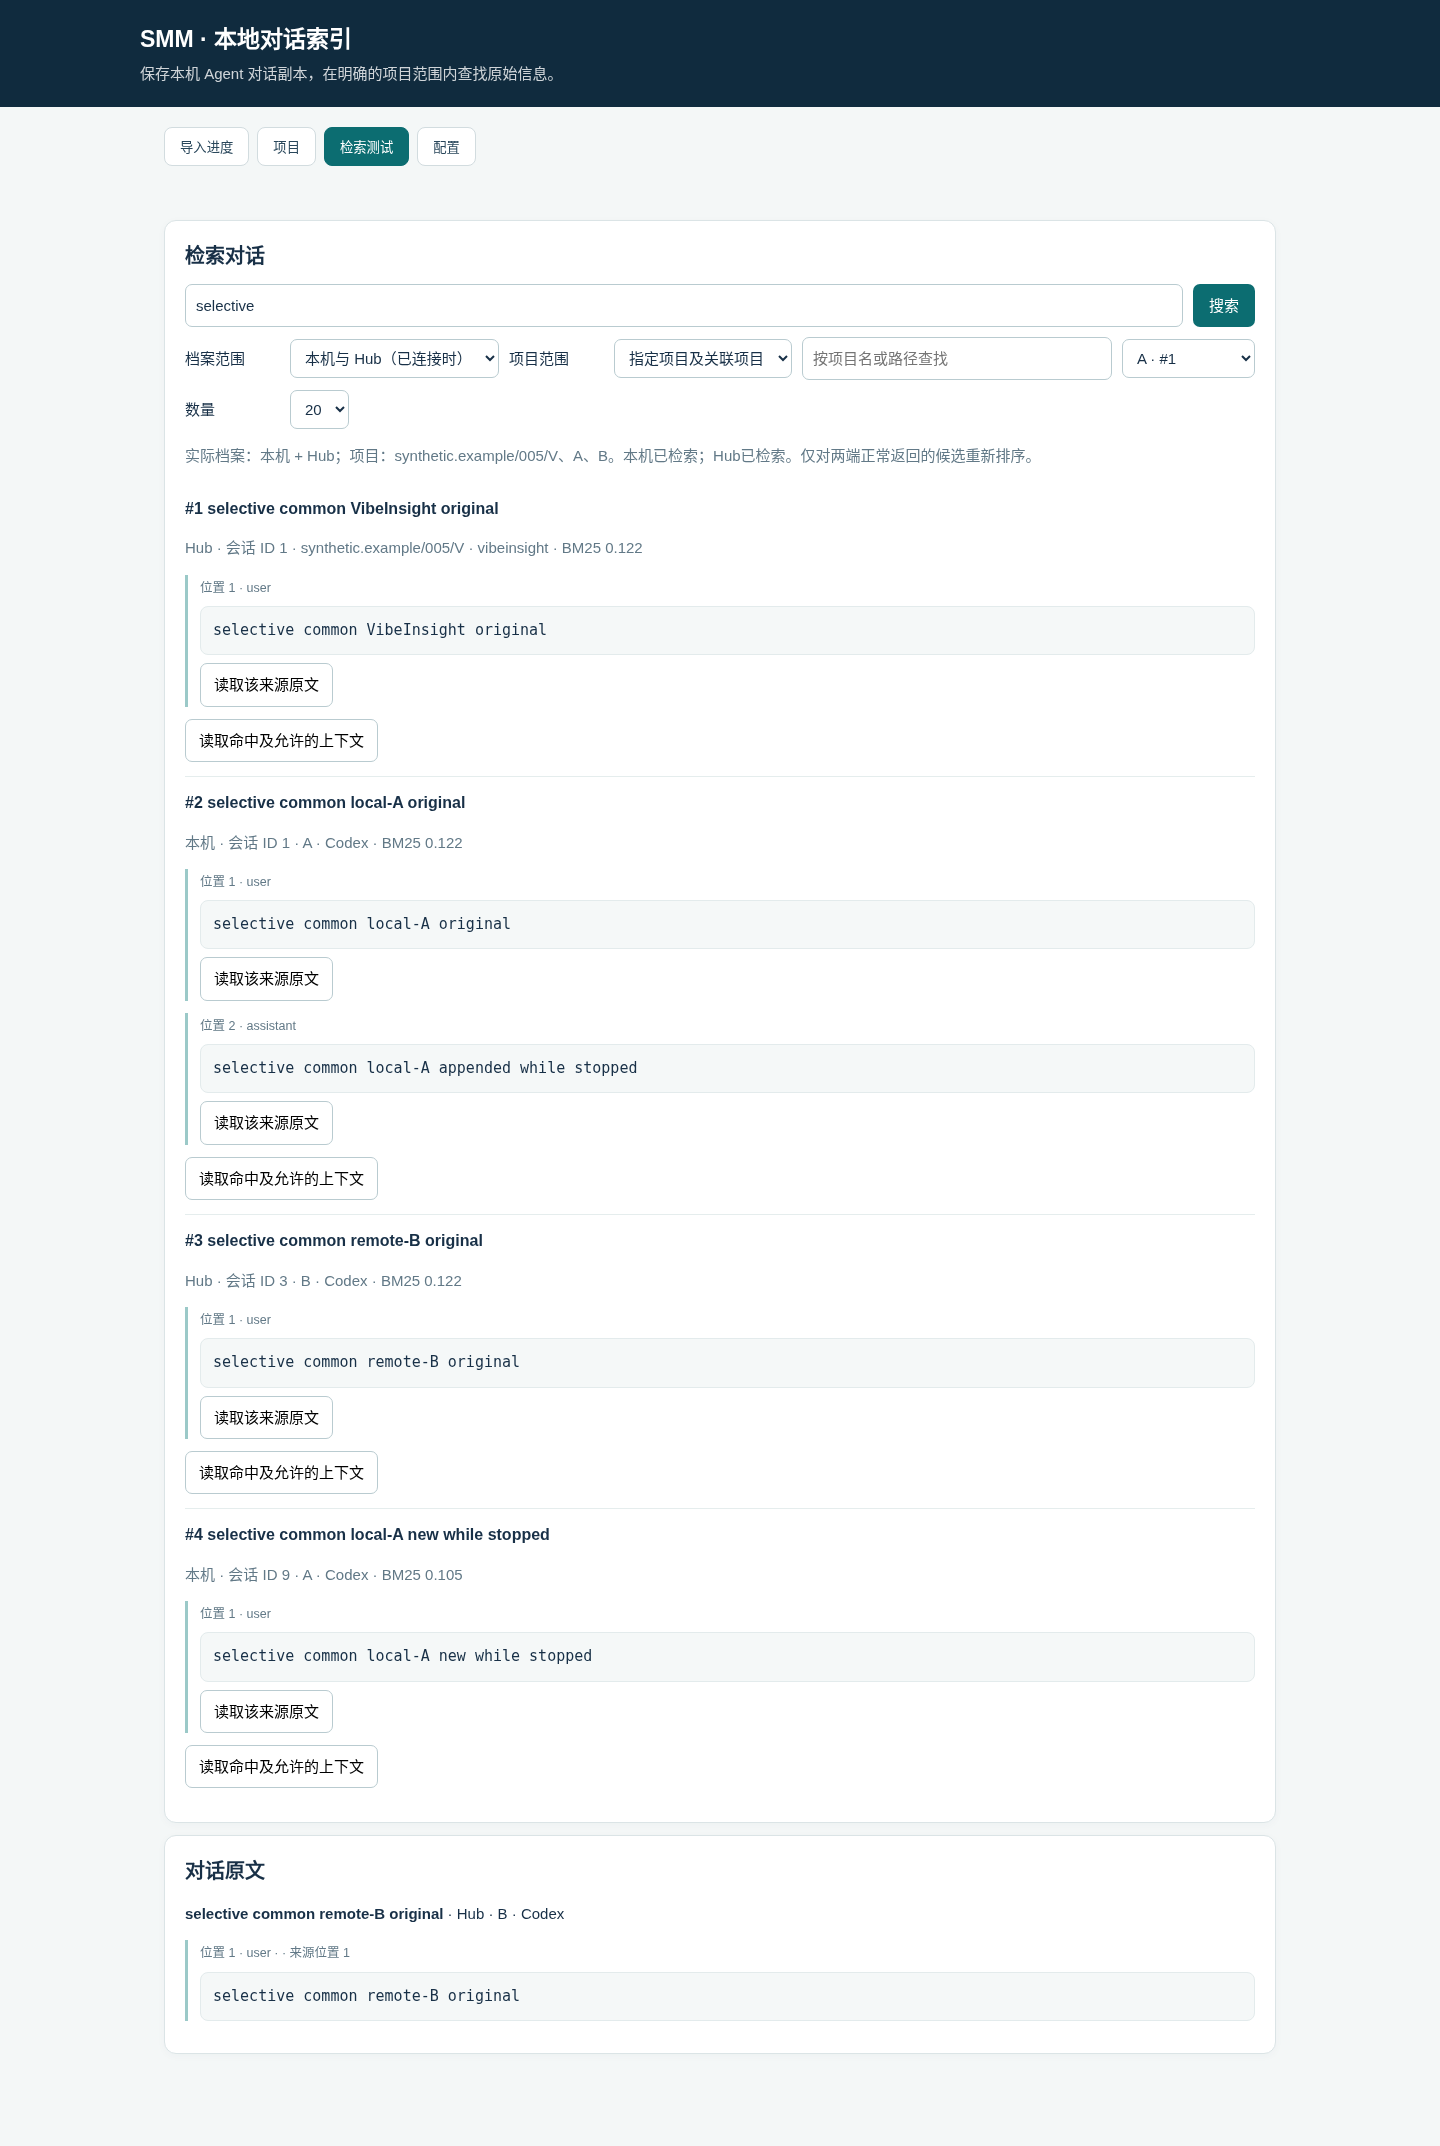 SMM · 本地对话索引
保存本机 Agent 对话副本，在明确的项目范围内查找原始信息。
导入进度 项目 检索测试 配置
检索对话
selective 搜索
档案范围 本机与 Hub（已连接时） 项目范围 指定项目及关联项目 按项目名或路径查找 A · #1
数量 20
实际档案：本机 + Hub；项目：synthetic.example/005/V、A、B。本机已检索；Hub已检索。仅对两端正常返回的候选重新排序。
#1 selective common VibeInsight original
Hub · 会话 ID 1 · synthetic.example/005/V · vibeinsight · BM25 0.122
位置 1 · user
selective common VibeInsight original
读取该来源原文
读取命中及允许的上下文
#2 selective common local-A original
本机 · 会话 ID 1 · A · Codex · BM25 0.122
位置 1 · user
selective common local-A original
读取该来源原文
位置 2 · assistant
selective common local-A appended while stopped
读取该来源原文
读取命中及允许的上下文
#3 selective common remote-B original
Hub · 会话 ID 3 · B · Codex · BM25 0.122
位置 1 · user
selective common remote-B original
读取该来源原文
读取命中及允许的上下文
#4 selective common local-A new while stopped
本机 · 会话 ID 9 · A · Codex · BM25 0.105
位置 1 · user
selective common local-A new while stopped
读取该来源原文
读取命中及允许的上下文
对话原文
selective common remote-B original · Hub · B · Codex
位置 1 · user · · 来源位置 1
selective common remote-B original